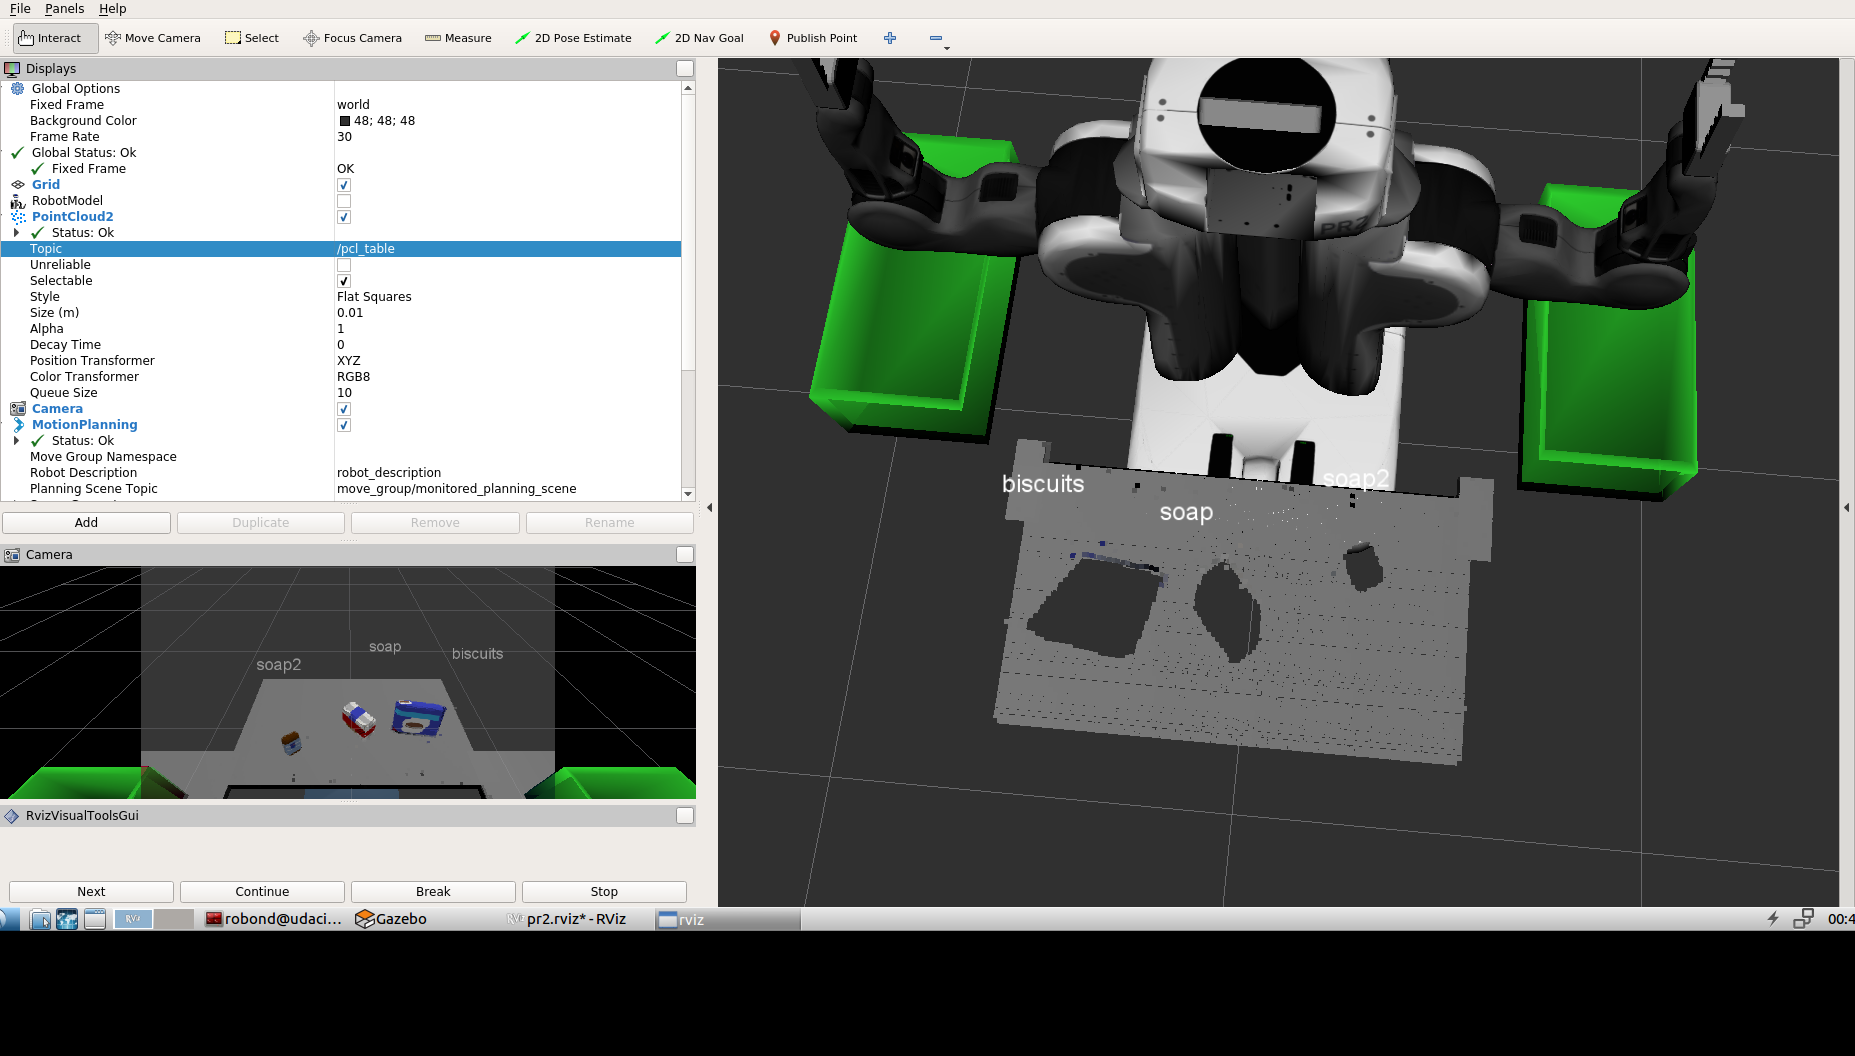 File Panels Help
Interact Move Camera Select Focus Camera Measure 2D Pose Estimate 2D Nav Goal Publish Point
Displays
Global Options
Fixed Frame world
Background Color 48; 48; 48
Frame Rate 30
Global Status: Ok
Fixed Frame OK
Grid
RobotModel
PointCloud2
Status: Ok
Topic /pcl_table
Unreliable
Selectable
Style Flat Squares
Size (m) 0.01
Alpha 1
Decay Time 0
Position Transformer XYZ
Color Transformer RGB8
Queue Size 10
Camera
MotionPlanning
Status: Ok
Move Group Namespace
Robot Description robot_description
Planning Scene Topic move_group/monitored_planning_scene
Add Duplicate Remove Rename
Camera
soap
biscuits
soap2
RvizVisualToolsGui
Next Continue Break Stop
PR2
biscuits
soap2
soap
RViz robond@udaci... Gazebo RViz pr2.rviz* - RViz rviz 00:4